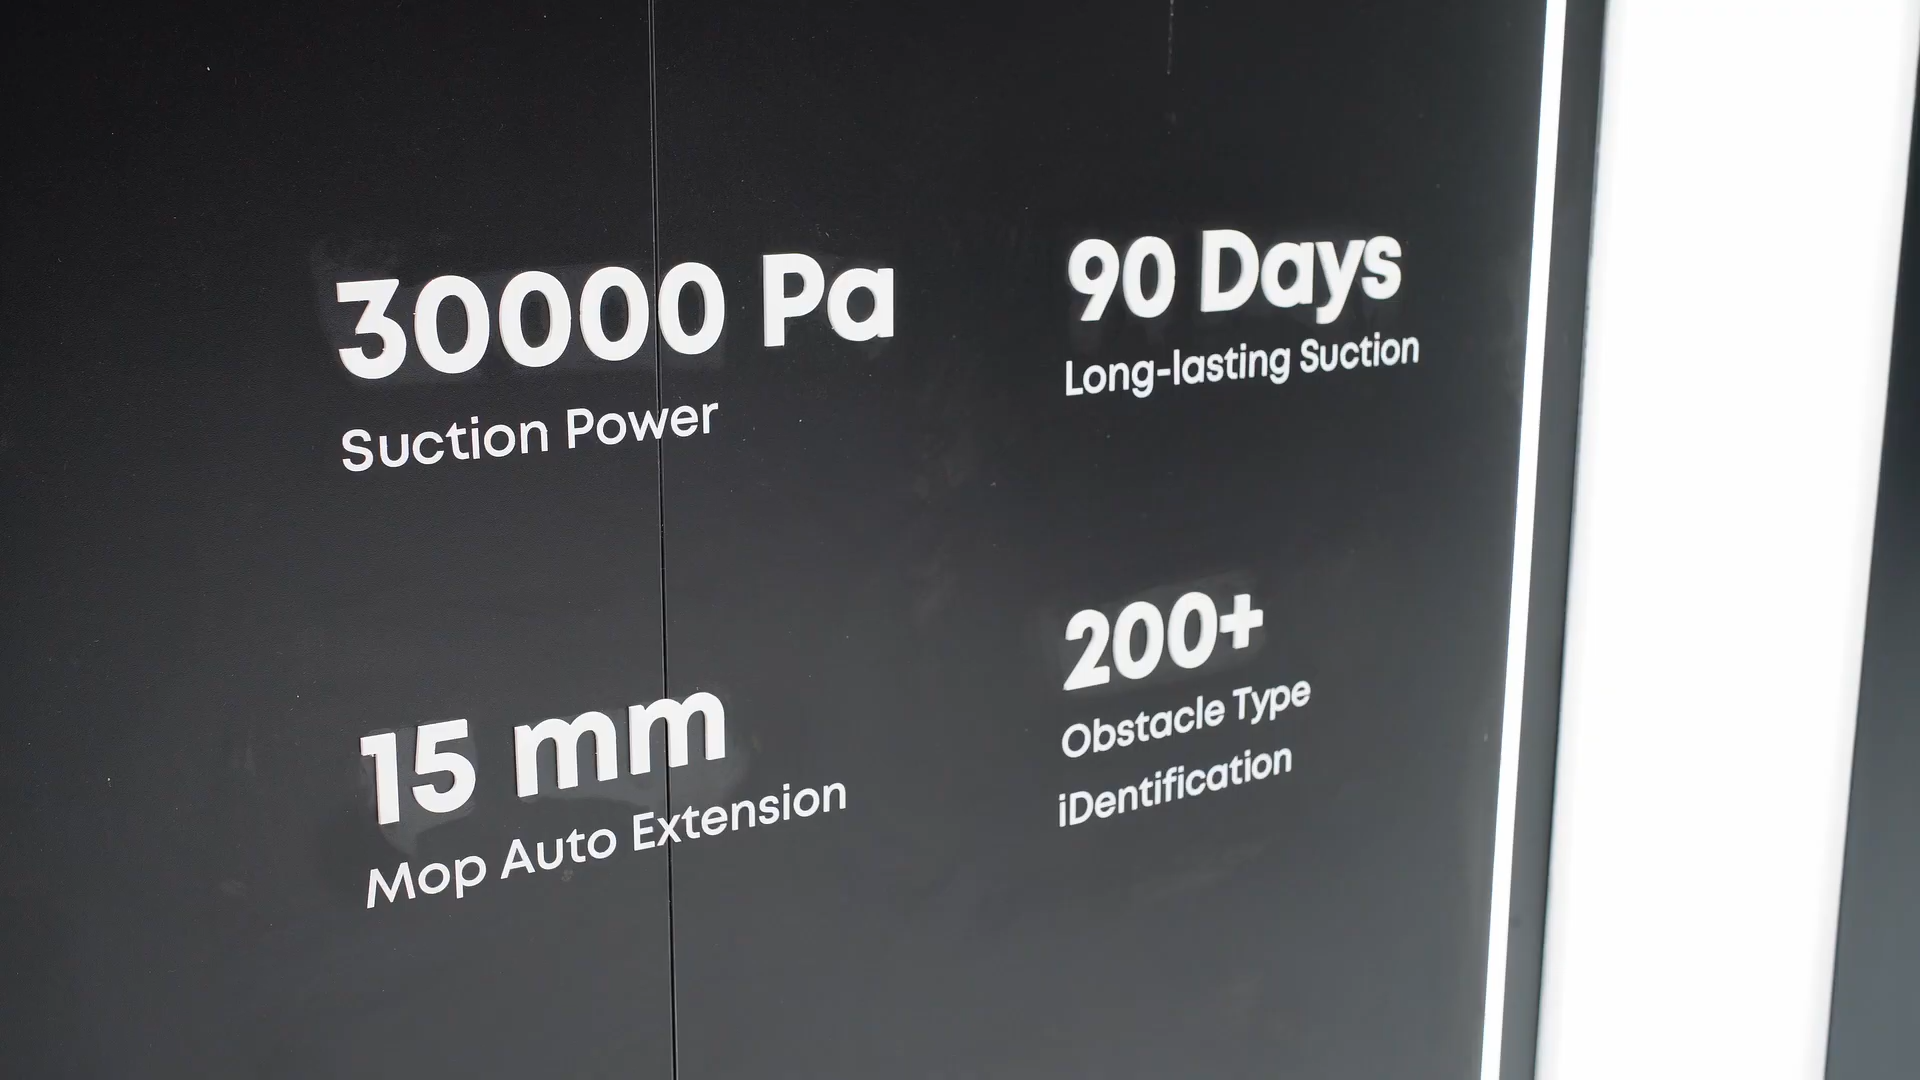 30000 Pa
Suction Power
90 Days
Long-lasting Suction
15 mm
Mop Auto Extension
200+
Obstacle Type
iDentification